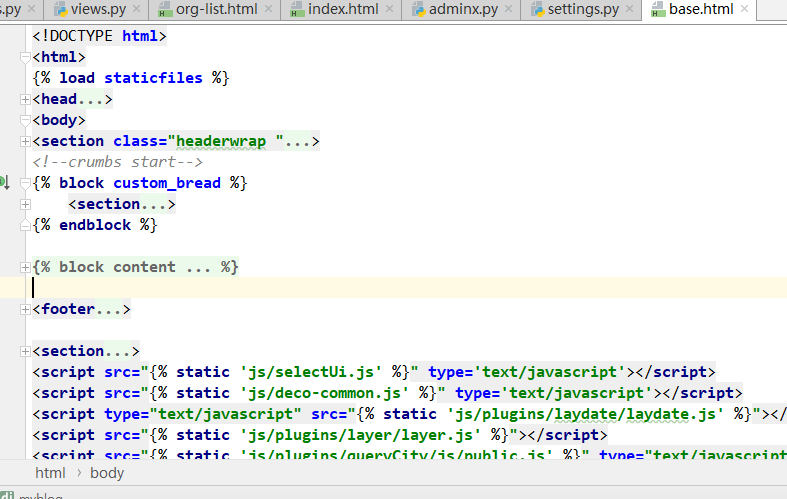 s.py views.py org-list.html index.html adminx.py settings.py base.html
<!DOCTYPE html>
<html>
{% load staticfiles %}
<head...>
<body>
<section class="headerwrap "...>
<!--crumbs start-->
{% block custom_bread %}
<section...>
{% endblock %}
{% block content ... %}
<footer...>
<section...>
<script src="{% static 'js/selectUi.js' %}" type='text/javascript'></script>
<script src="{% static 'js/deco-common.js' %}" type='text/javascript'></script>
<script type="text/javascript" src="{% static 'js/plugins/laydate/laydate.js' %}"></
<script src="{% static 'js/plugins/layer/layer.js' %}"></script>
<script src="{% static 'js/plugins/queryCity/js/public.js' %}" type="text/javascript
html › body